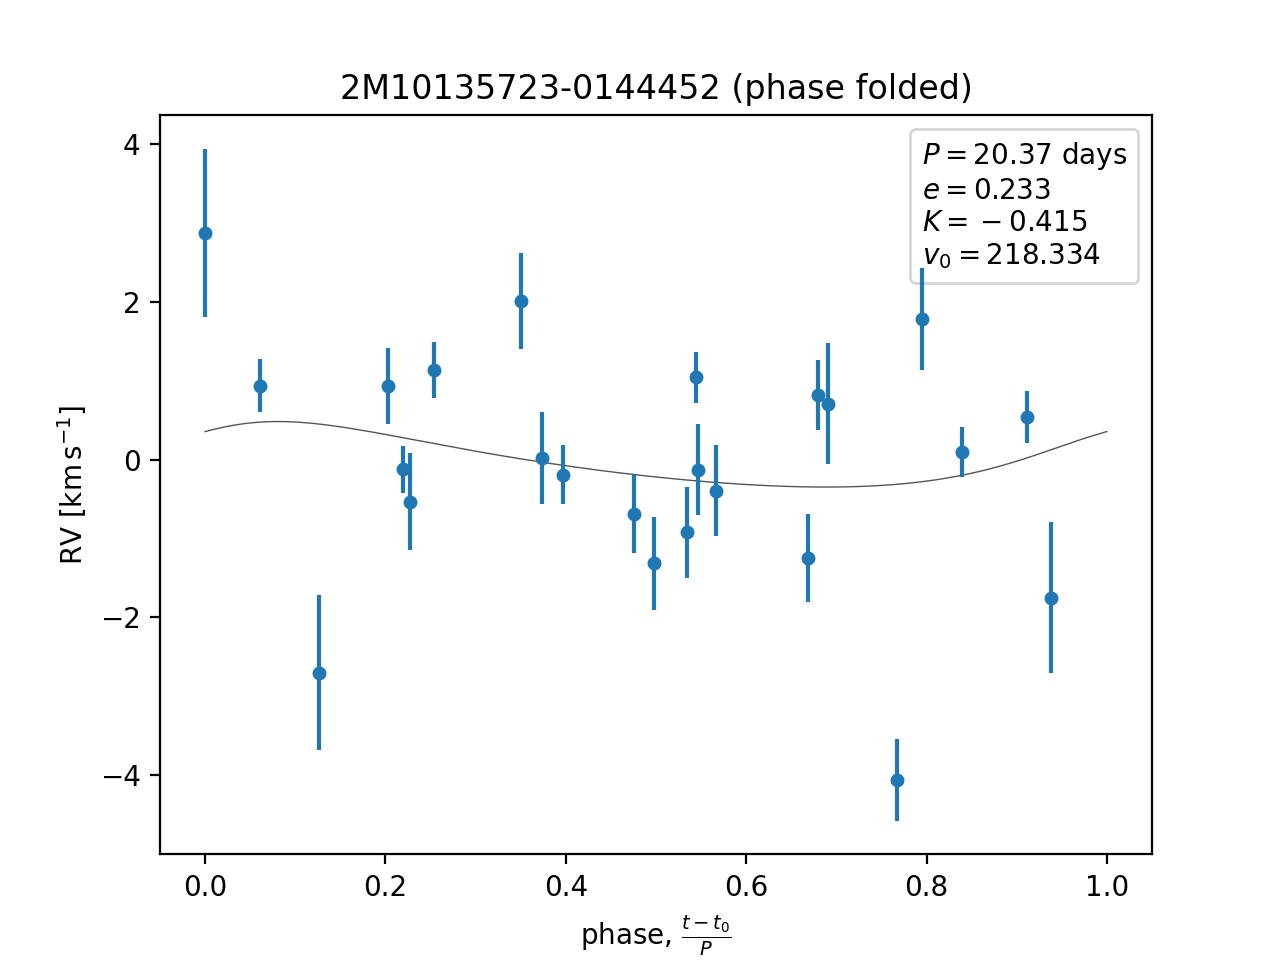 2M10135723-0144452 (phase folded)
P = 20.37 days
e = 0.233
K = −0.415
v₀ = 218.334
RV [km s⁻¹]
4
2
0
−2
−4
0.0 0.2 0.4 0.6 0.8 1.0
phase, (t − t₀)/P